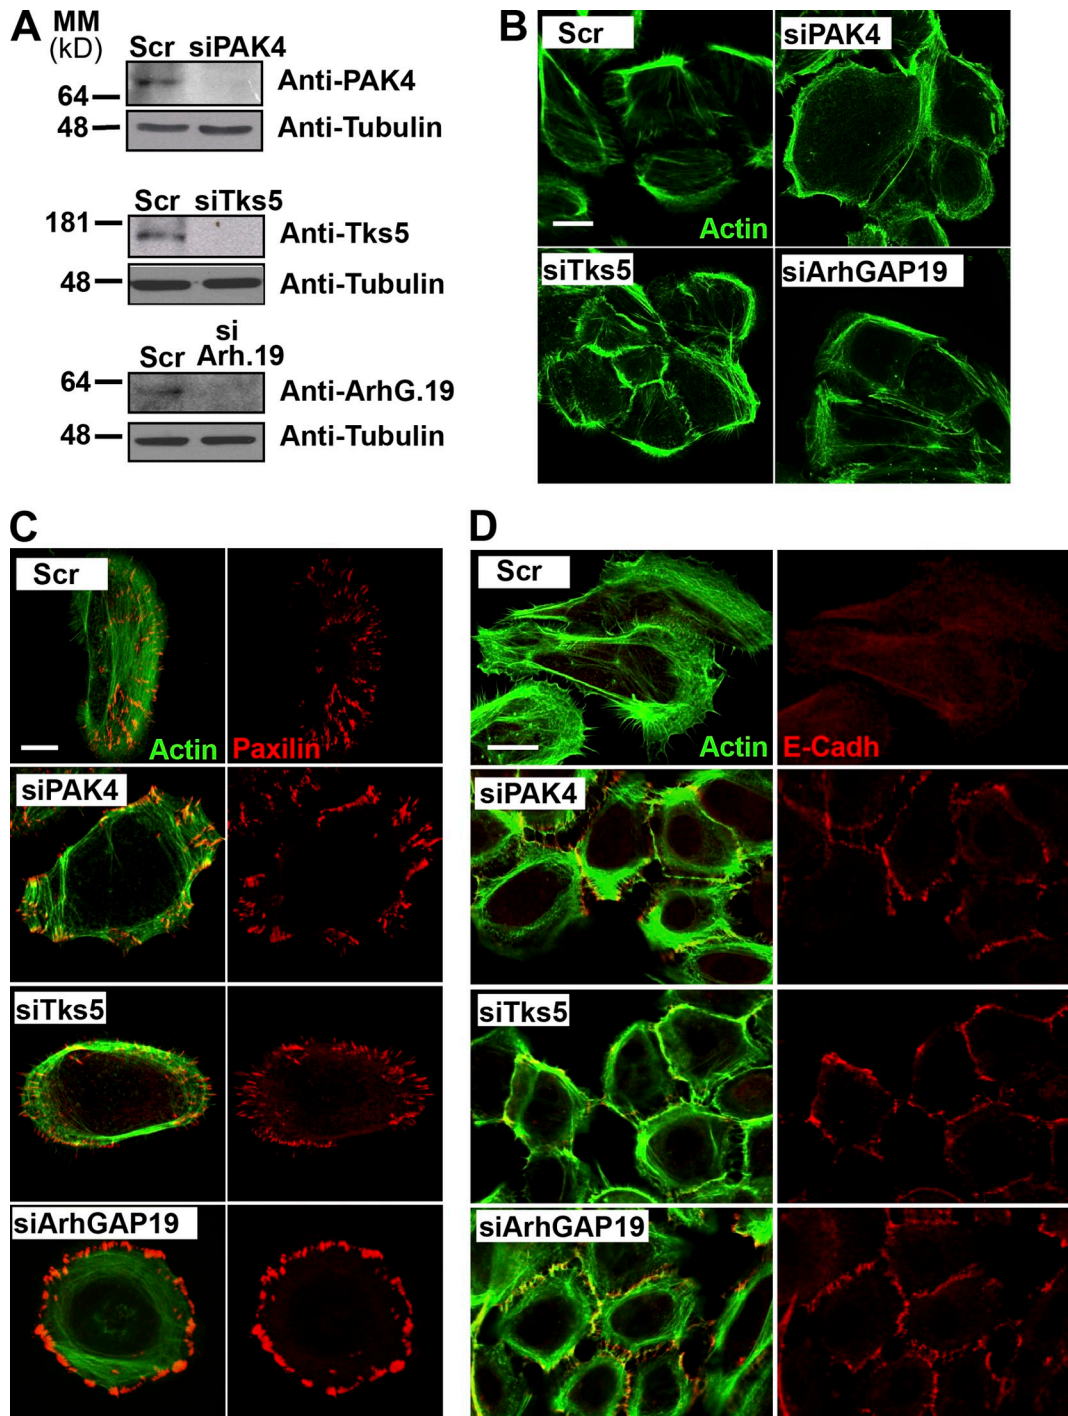 A
MM
(kD)
Scr siPAK4
Anti-PAK4
64
48
Anti-Tubulin
Scr siTks5
181
Anti-Tks5
48
Anti-Tubulin
si
Scr Arh.19
64
Anti-ArhG.19
48
Anti-Tubulin
B
Scr
siPAK4
Actin
siTks5
siArhGAP19
C
Scr
Actin
Paxilin
siPAK4
siTks5
siArhGAP19
D
Scr
Actin
E-Cadh
siPAK4
siTks5
siArhGAP19